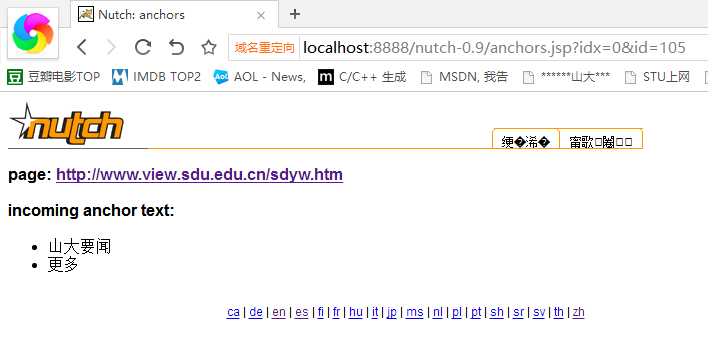 Nutch: anchors
域名重定向 localhost:8888/nutch-0.9/anchors.jsp?idx=0&id=105
豆瓣电影TOP IMDB TOP2 AOL - News, C/C++ 生成 MSDN, 我告 ******山大*** STU上网
nutch
绠�浠� 甯歌
page: http://www.view.sdu.edu.cn/sdyw.htm
incoming anchor text:
山大要闻
更多
ca | de | en | es | fi | fr | hu | it | jp | ms | nl | pl | pt | sh | sr | sv | th | zh